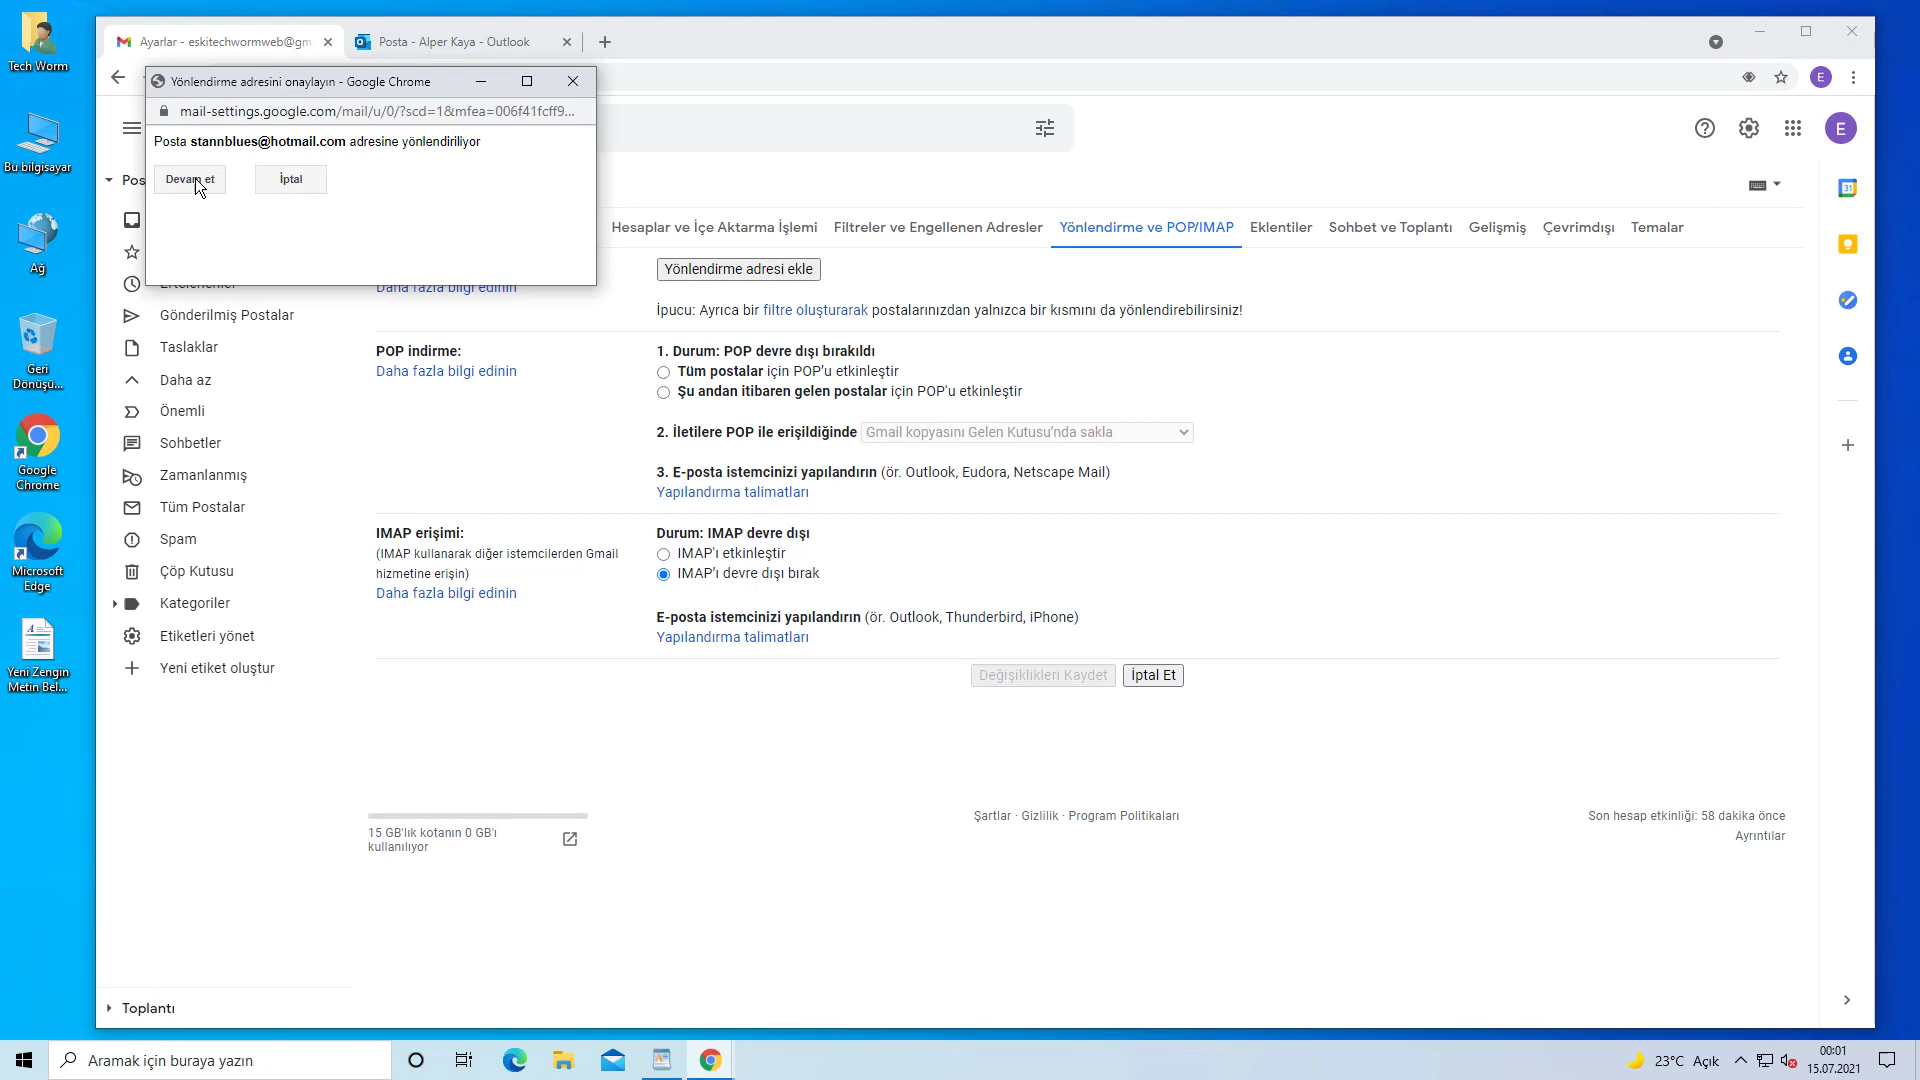 Tech Worm
Bu bilgisayar
Ağ
Geri
Dönüşü...
Google
Chrome
Microsoft
Edge
Yeni Zengin
Metin Bel...
Ayarlar - eskitechwormweb@gm
Posta - Alper Kaya - Outlook
E
Yönlendirme adresini onaylayın - Google Chrome
mail-settings.google.com/mail/u/0/?scd=1&mfea=006f41fcff9...
Posta stannblues@hotmail.com adresine yönlendiriliyor
Devam et
İptal
E
Pos
Gönderilmiş Postalar
Taslaklar
Daha az
Önemli
Sohbetler
Zamanlanmış
Tüm Postalar
Spam
Çöp Kutusu
Kategoriler
Etiketleri yönet
Yeni etiket oluştur
Toplantı
Hesaplar ve İçe Aktarma İşlemi
Filtreler ve Engellenen Adresler
Yönlendirme ve POP/IMAP
Eklentiler
Sohbet ve Toplantı
Gelişmiş
Çevrimdışı
Temalar
Daha fazla bilgi edinin
Yönlendirme adresi ekle
İpucu: Ayrıca bir filtre oluşturarak postalarınızdan yalnızca bir kısmını da yönlendirebilirsiniz!
POP indirme:
Daha fazla bilgi edinin
1. Durum: POP devre dışı bırakıldı
Tüm postalar için POP'u etkinleştir
Şu andan itibaren gelen postalar için POP'u etkinleştir
2. İletilere POP ile erişildiğinde
Gmail kopyasını Gelen Kutusu'nda sakla
3. E-posta istemcinizi yapılandırın (ör. Outlook, Eudora, Netscape Mail)
Yapılandırma talimatları
IMAP erişimi:
(IMAP kullanarak diğer istemcilerden Gmail
hizmetine erişin)
Daha fazla bilgi edinin
Durum: IMAP devre dışı
IMAP'ı etkinleştir
IMAP'ı devre dışı bırak
E-posta istemcinizi yapılandırın (ör. Outlook, Thunderbird, iPhone)
Yapılandırma talimatları
Değişiklikleri Kaydet
İptal Et
15 GB'lık kotanın 0 GB'ı
kullanılıyor
Şartlar · Gizlilik · Program Politikaları
Son hesap etkinliği: 58 dakika önce
Ayrıntılar
31
Aramak için buraya yazın
23°C Açık
00:01
15.07.2021